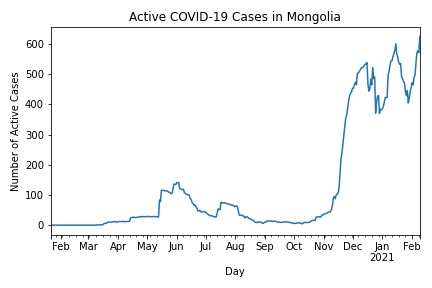 Active COVID-19 Cases in Mongolia
Number of Active Cases
600
500
400
300
200
100
0
Feb Mar Apr May Jun Jul Aug Sep Oct Nov Dec Jan Feb
2021
Day